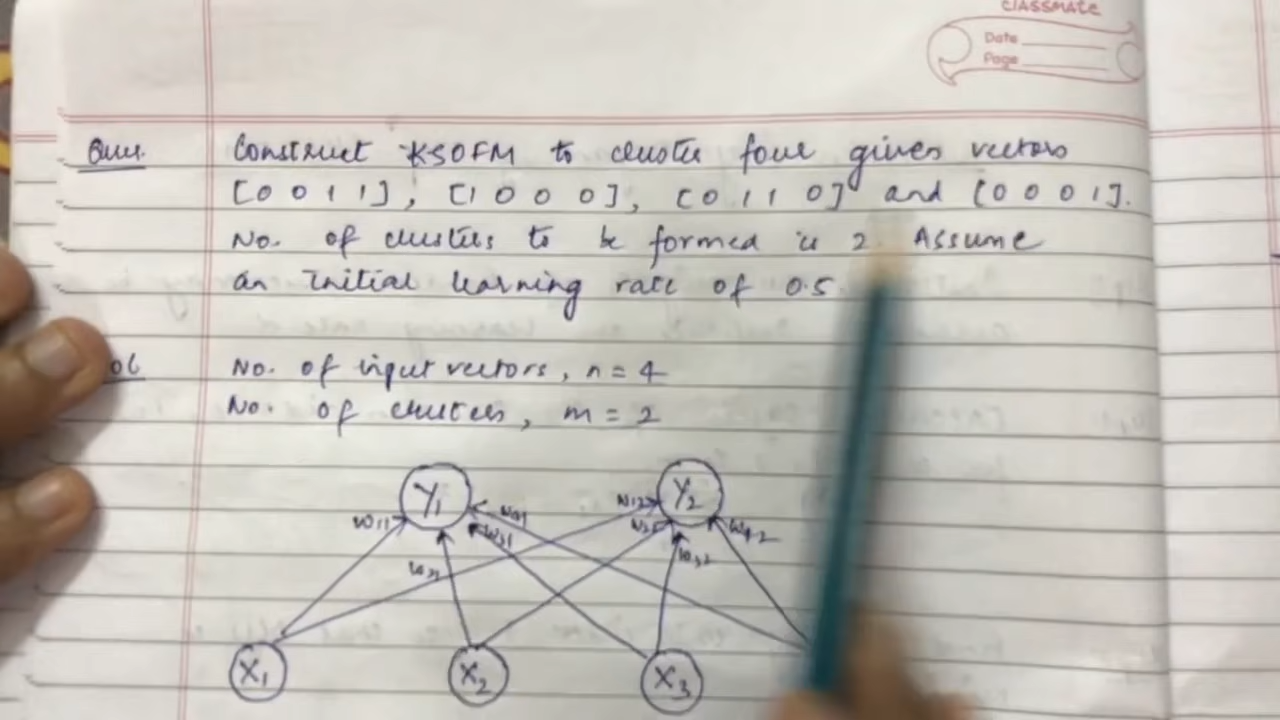 CLASSMATE
Date
Page
Ques. Construct KSOFM to cluster four given vectors
[0 0 1 1], [1 0 0 0], [0 1 1 0] and [0 0 0 1].
No. of clusters to be formed is 2. Assume
an initial learning rate of 0.5.
No. of input vectors, n = 4
No. of clusters, m = 2
Y1 Y2
w11 w21 w31 w41 w12 w32 w42
X1 X2 X3